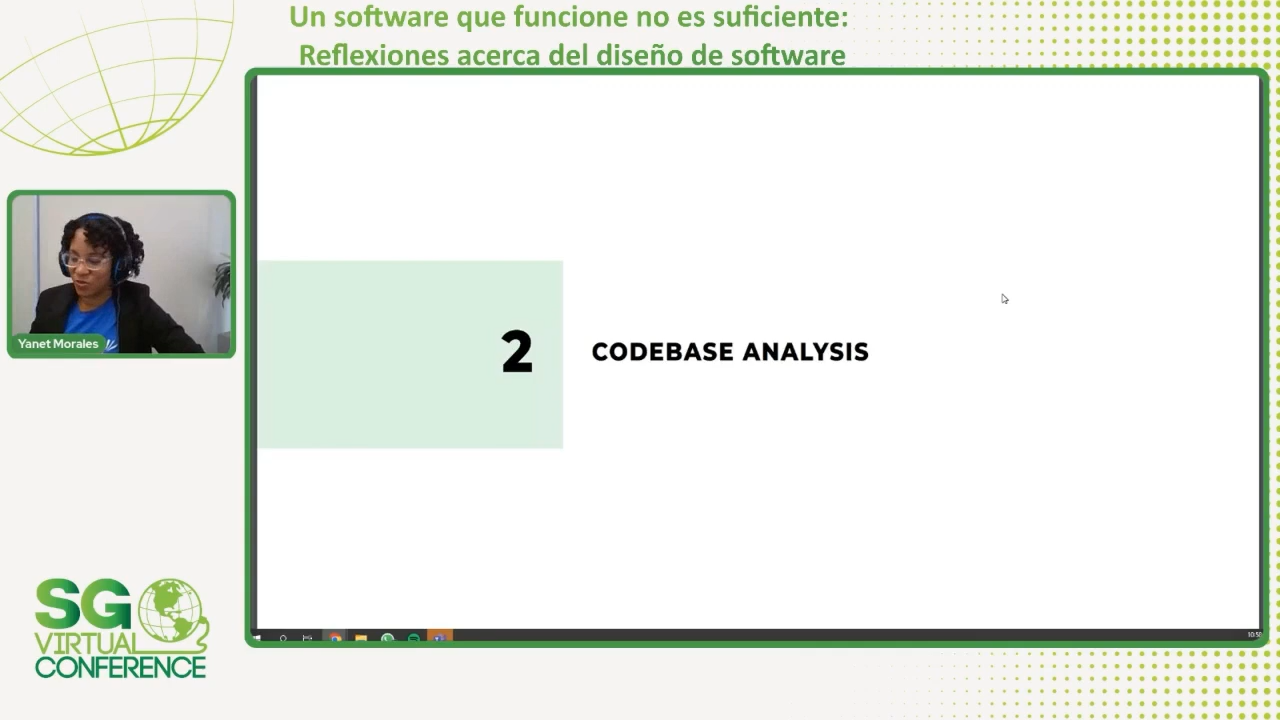 Un software que funcione no es suficiente:
Reflexiones acerca del diseño de software
2 CODEBASE ANALYSIS
Yanet Morales
SG
VIRTUAL
CONFERENCE